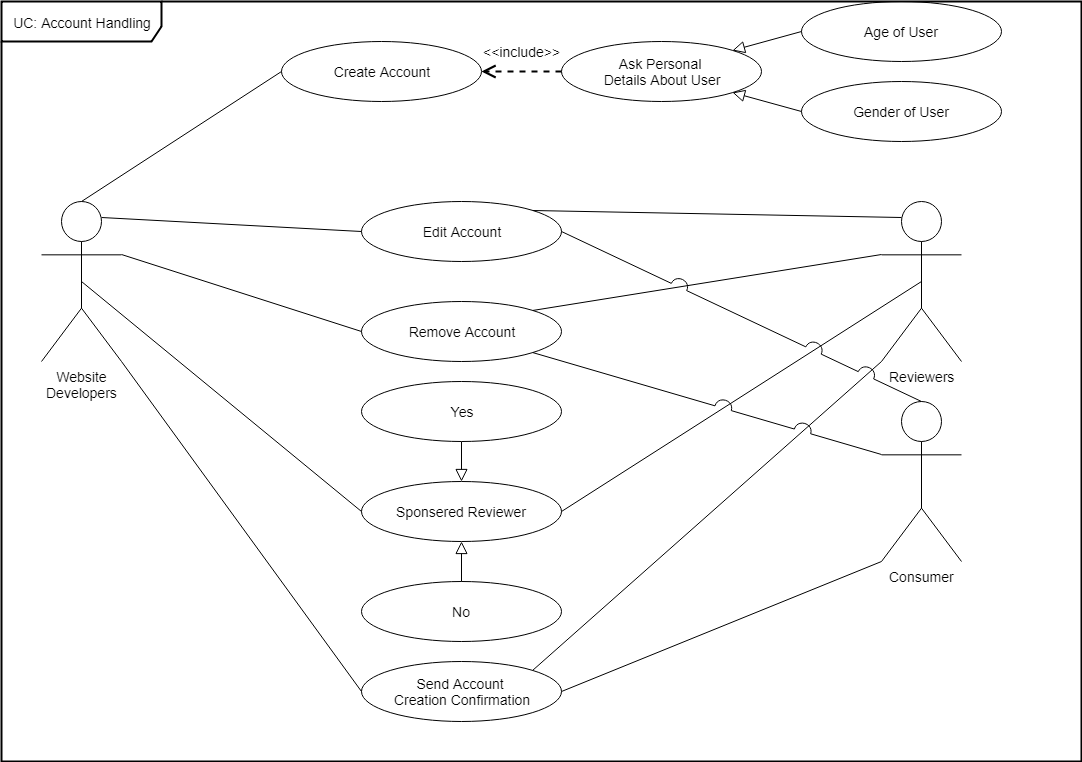 UC: Account Handling
Create Account
<<include>>
Ask Personal
Details About User
Age of User
Gender of User
Edit Account
Remove Account
Website
Developers
Reviewers
Yes
Sponsered Reviewer
No
Consumer
Send Account
Creation Confirmation